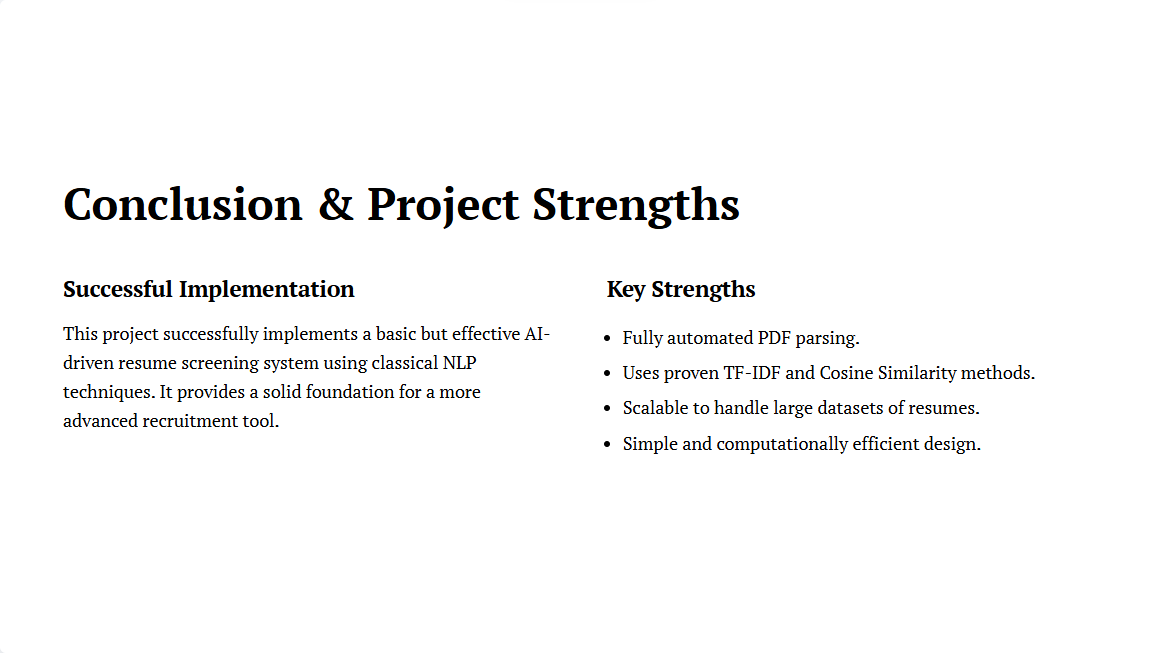 Conclusion & Project Strengths
Successful Implementation
This project successfully implements a basic but effective AI-
driven resume screening system using classical NLP
techniques. It provides a solid foundation for a more
advanced recruitment tool.
Key Strengths
• Fully automated PDF parsing.
• Uses proven TF-IDF and Cosine Similarity methods.
• Scalable to handle large datasets of resumes.
• Simple and computationally efficient design.